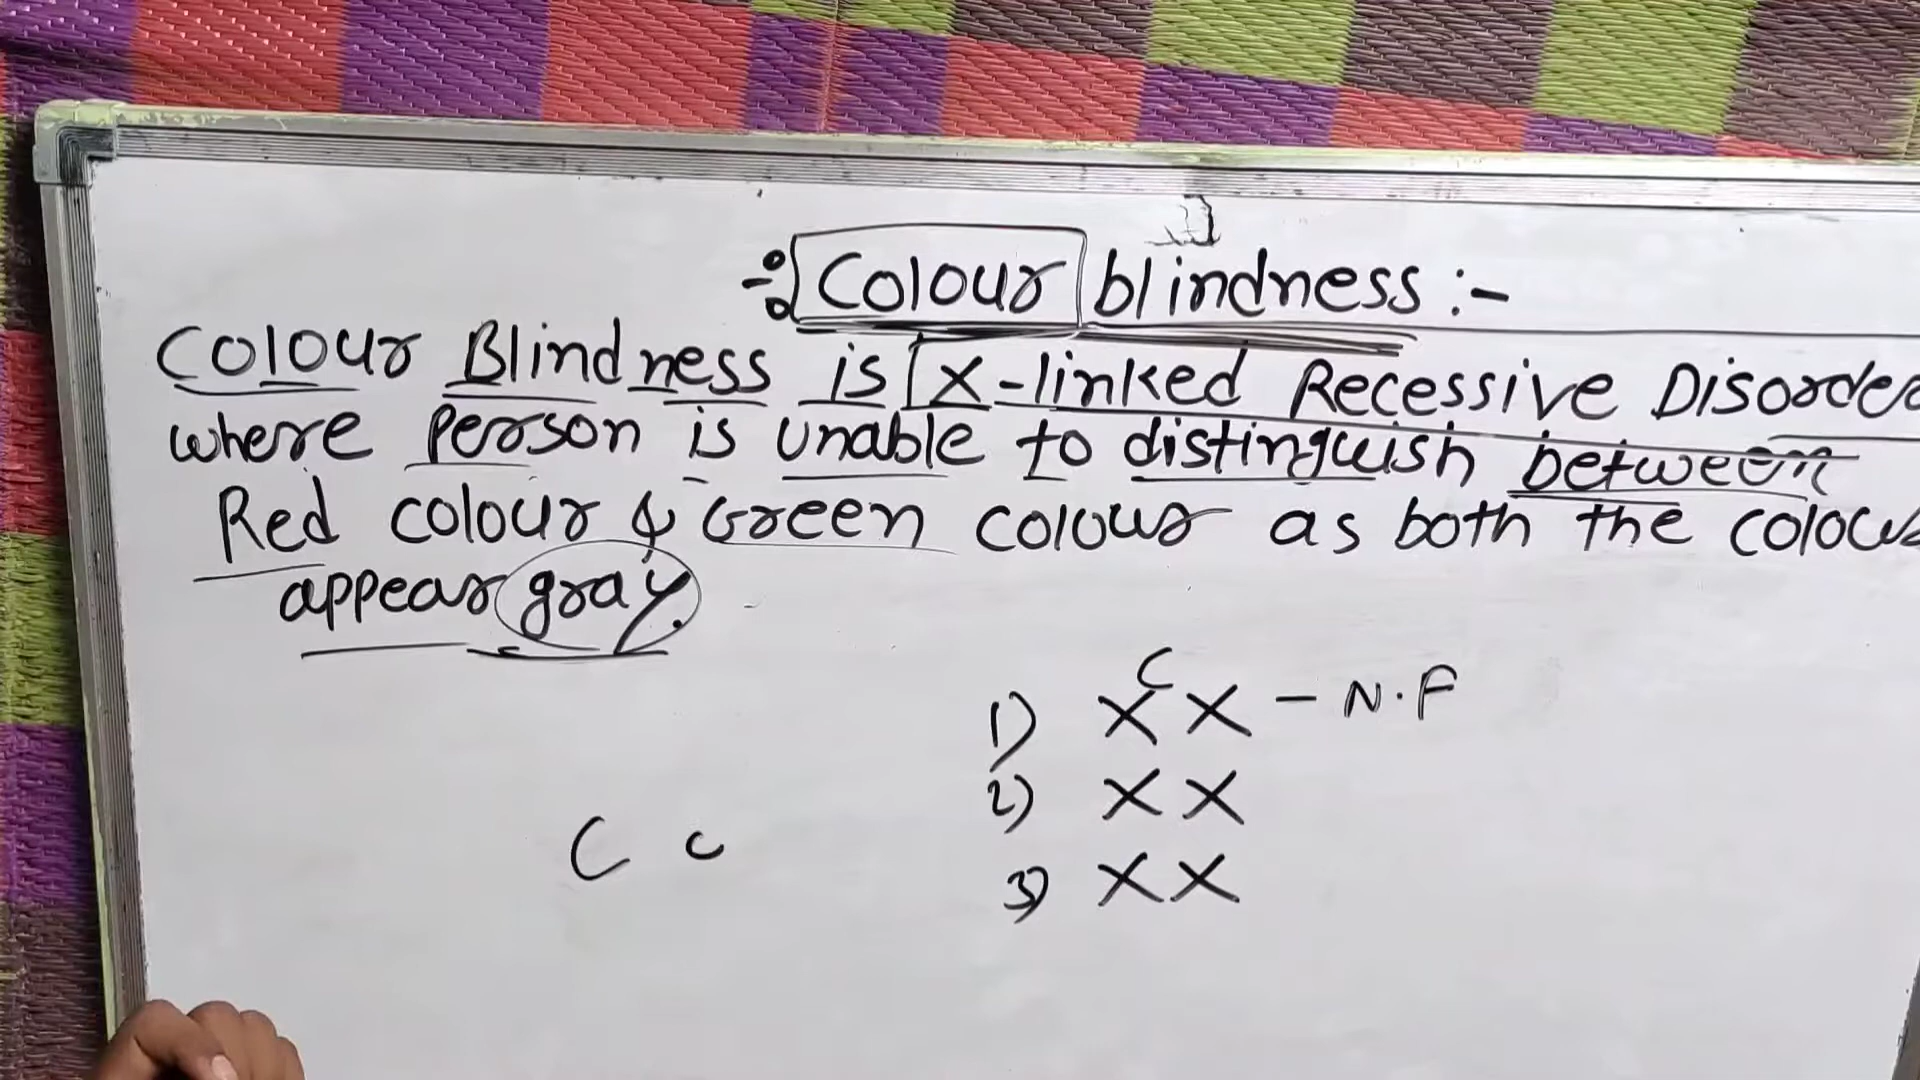 :Colour blindness:-
Colour Blindness is X-linked Recessive Disorder
where Person is unable to distinguish between
Red colour & Green colour as both the colour
appear gray.
1) X^C X - N.F
2) X X
C c
3) X X